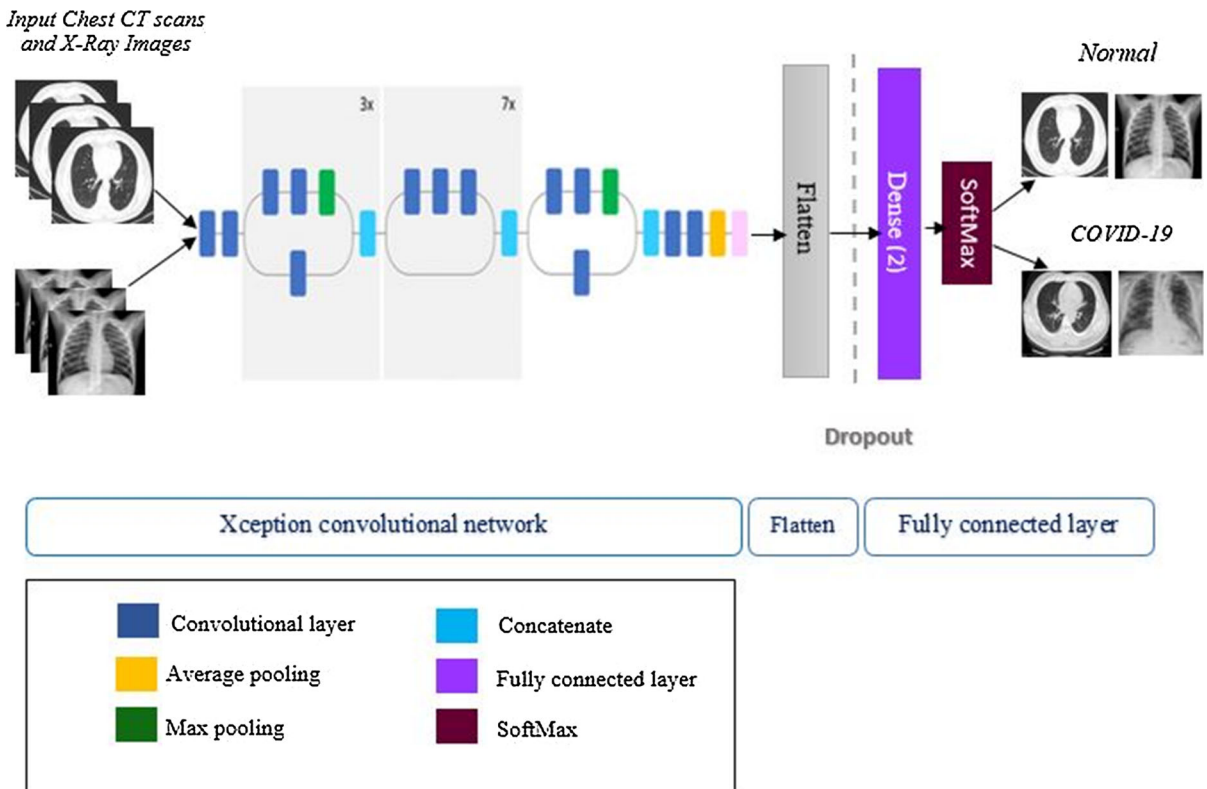 Input Chest CT scans
and X-Ray Images
3x
7x
Flatten
Dense (2)
SoftMax
Normal
COVID-19
Dropout
Xception convolutional network
Flatten
Fully connected layer
Convolutional layer
Concatenate
Average pooling
Fully connected layer
Max pooling
SoftMax